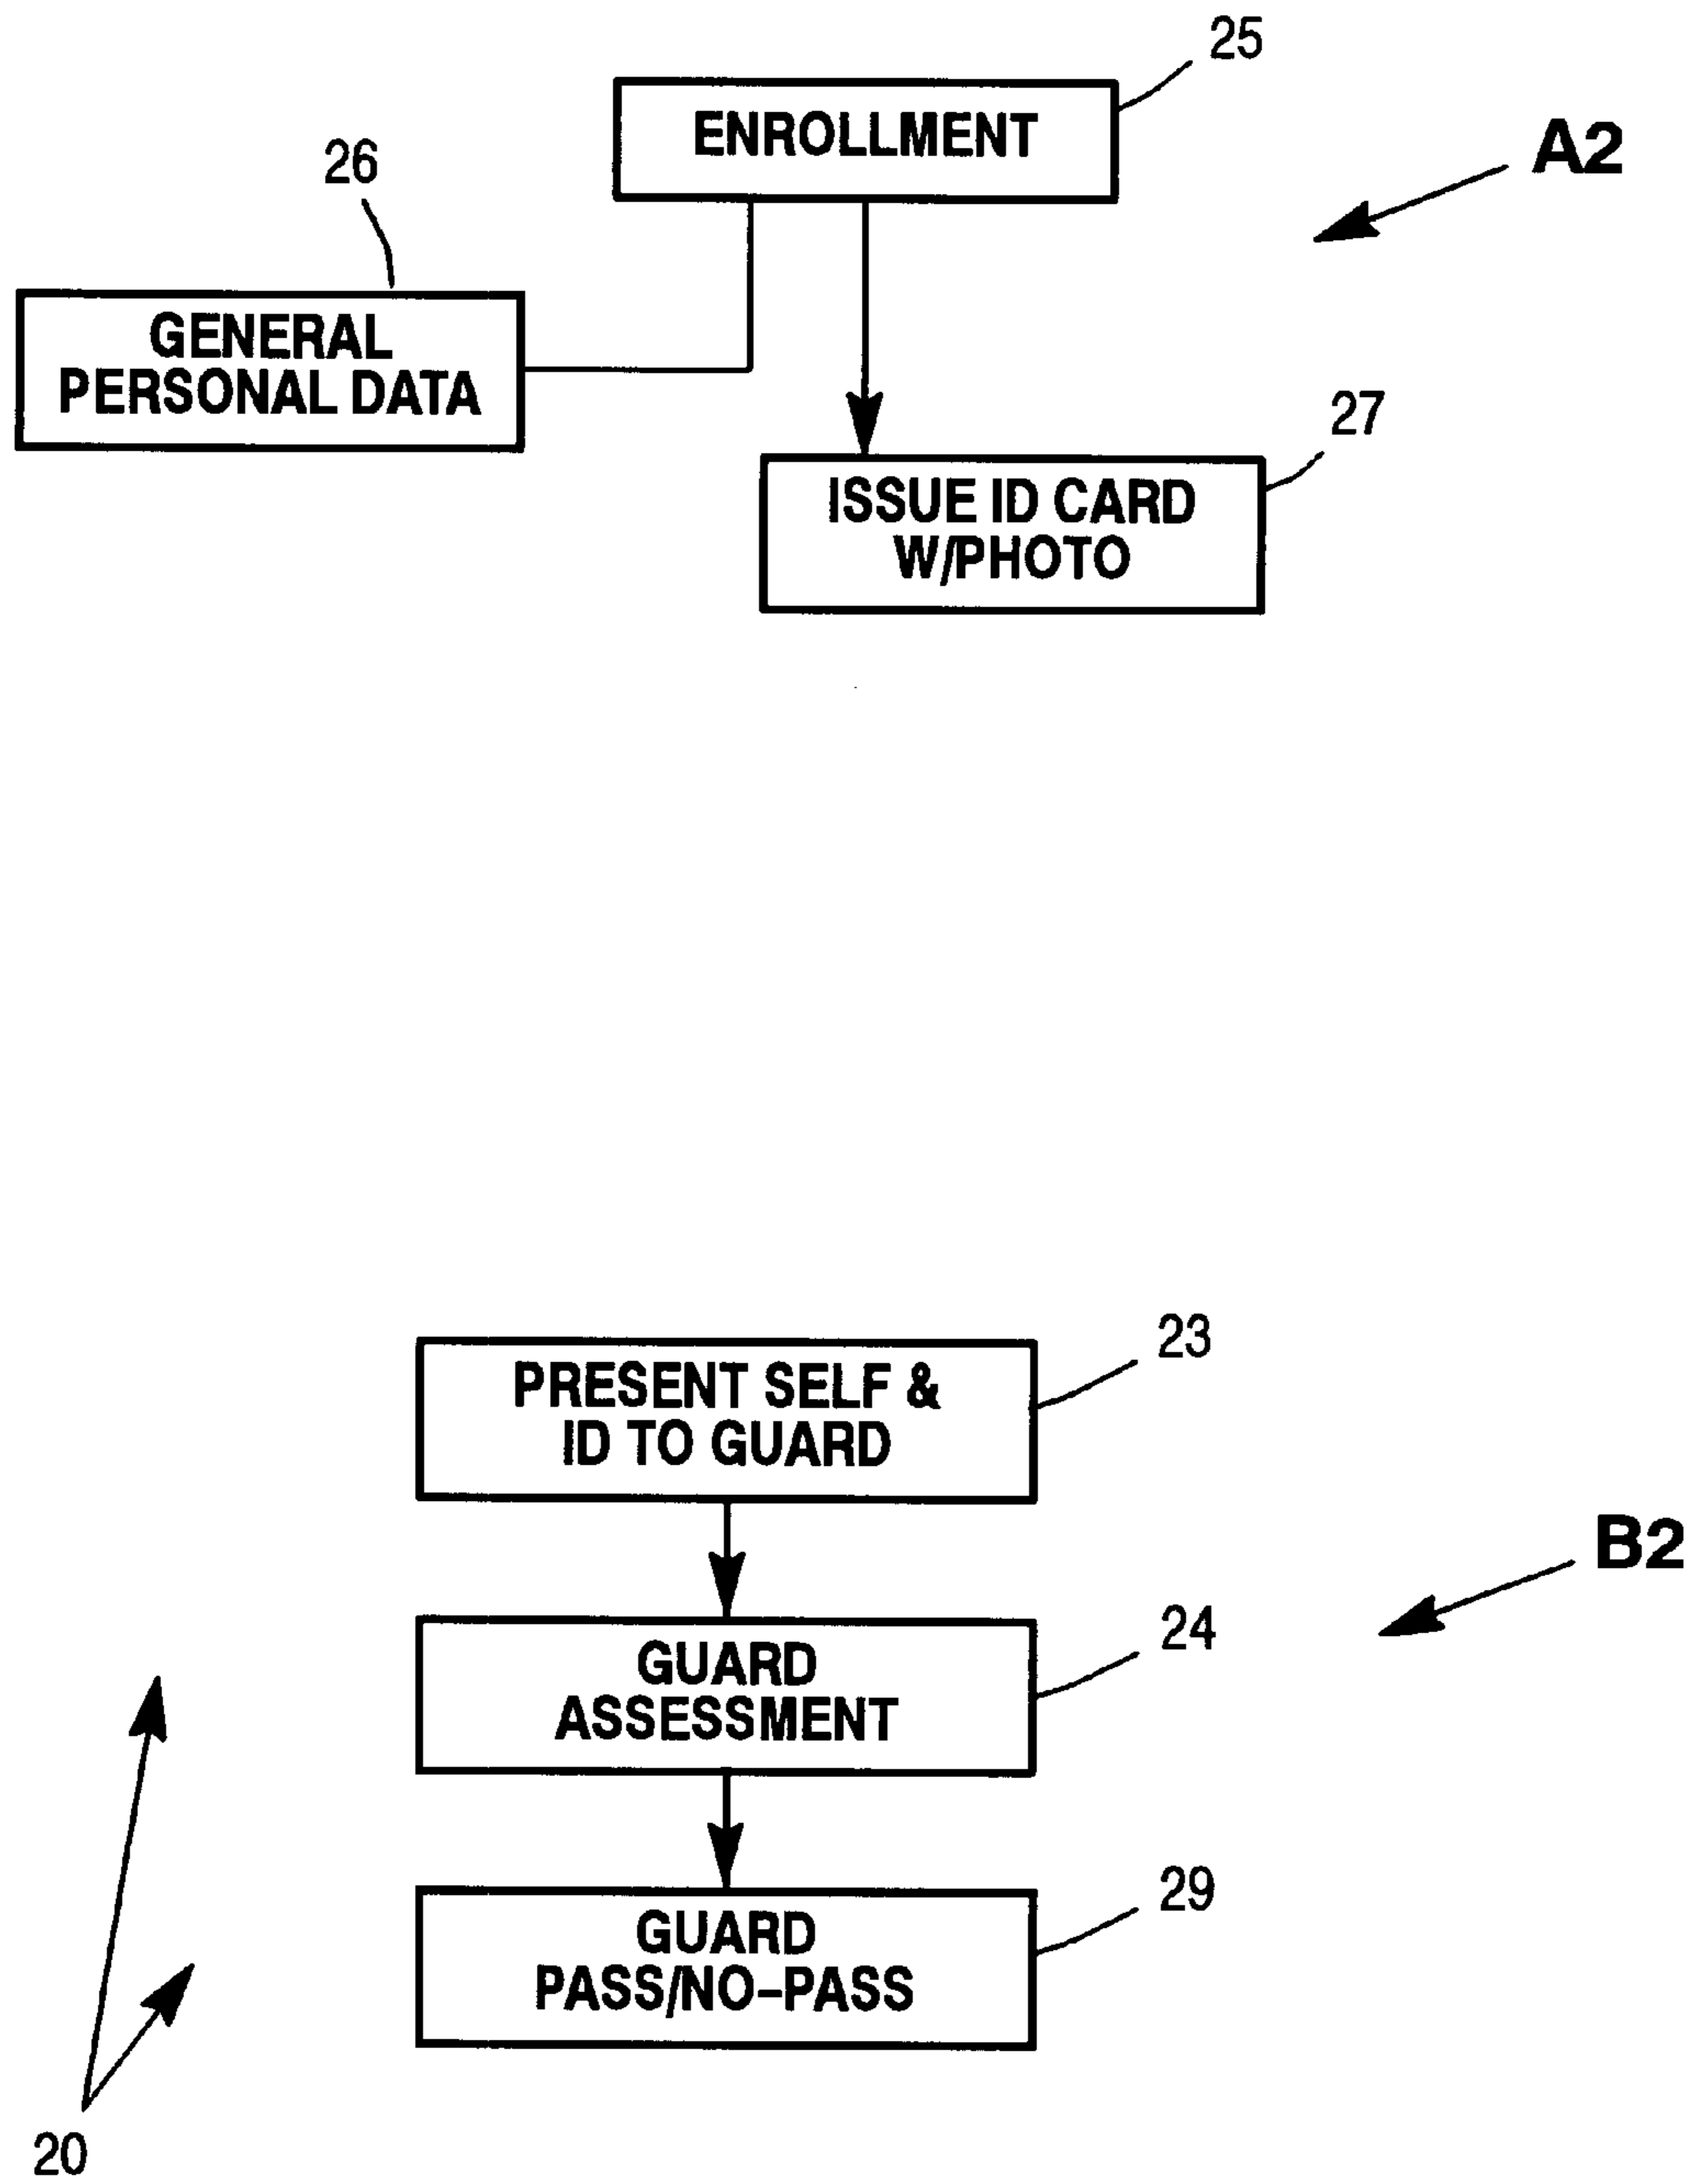 25
ENROLLMENT
A2
26
GENERAL
PERSONAL DATA
27
ISSUE ID CARD
W/PHOTO
23
PRESENT SELF &
ID TO GUARD
B2
24
GUARD
ASSESSMENT
29
GUARD
PASS/NO-PASS
20